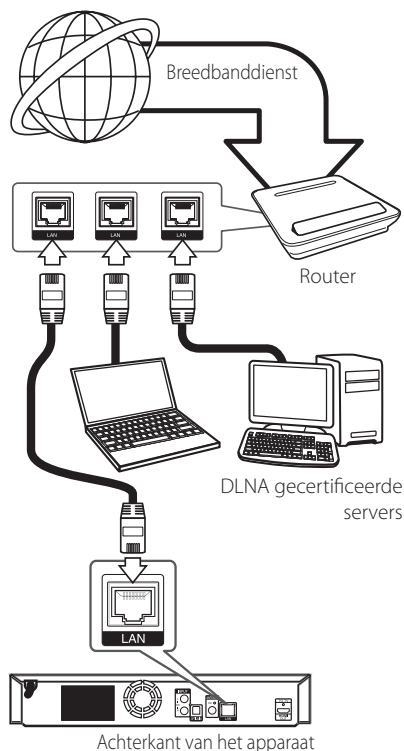 Breedbanddienst
LAN LAN LAN
Router
DLNA gecertificeerde
servers
LAN
Achterkant van het apparaat